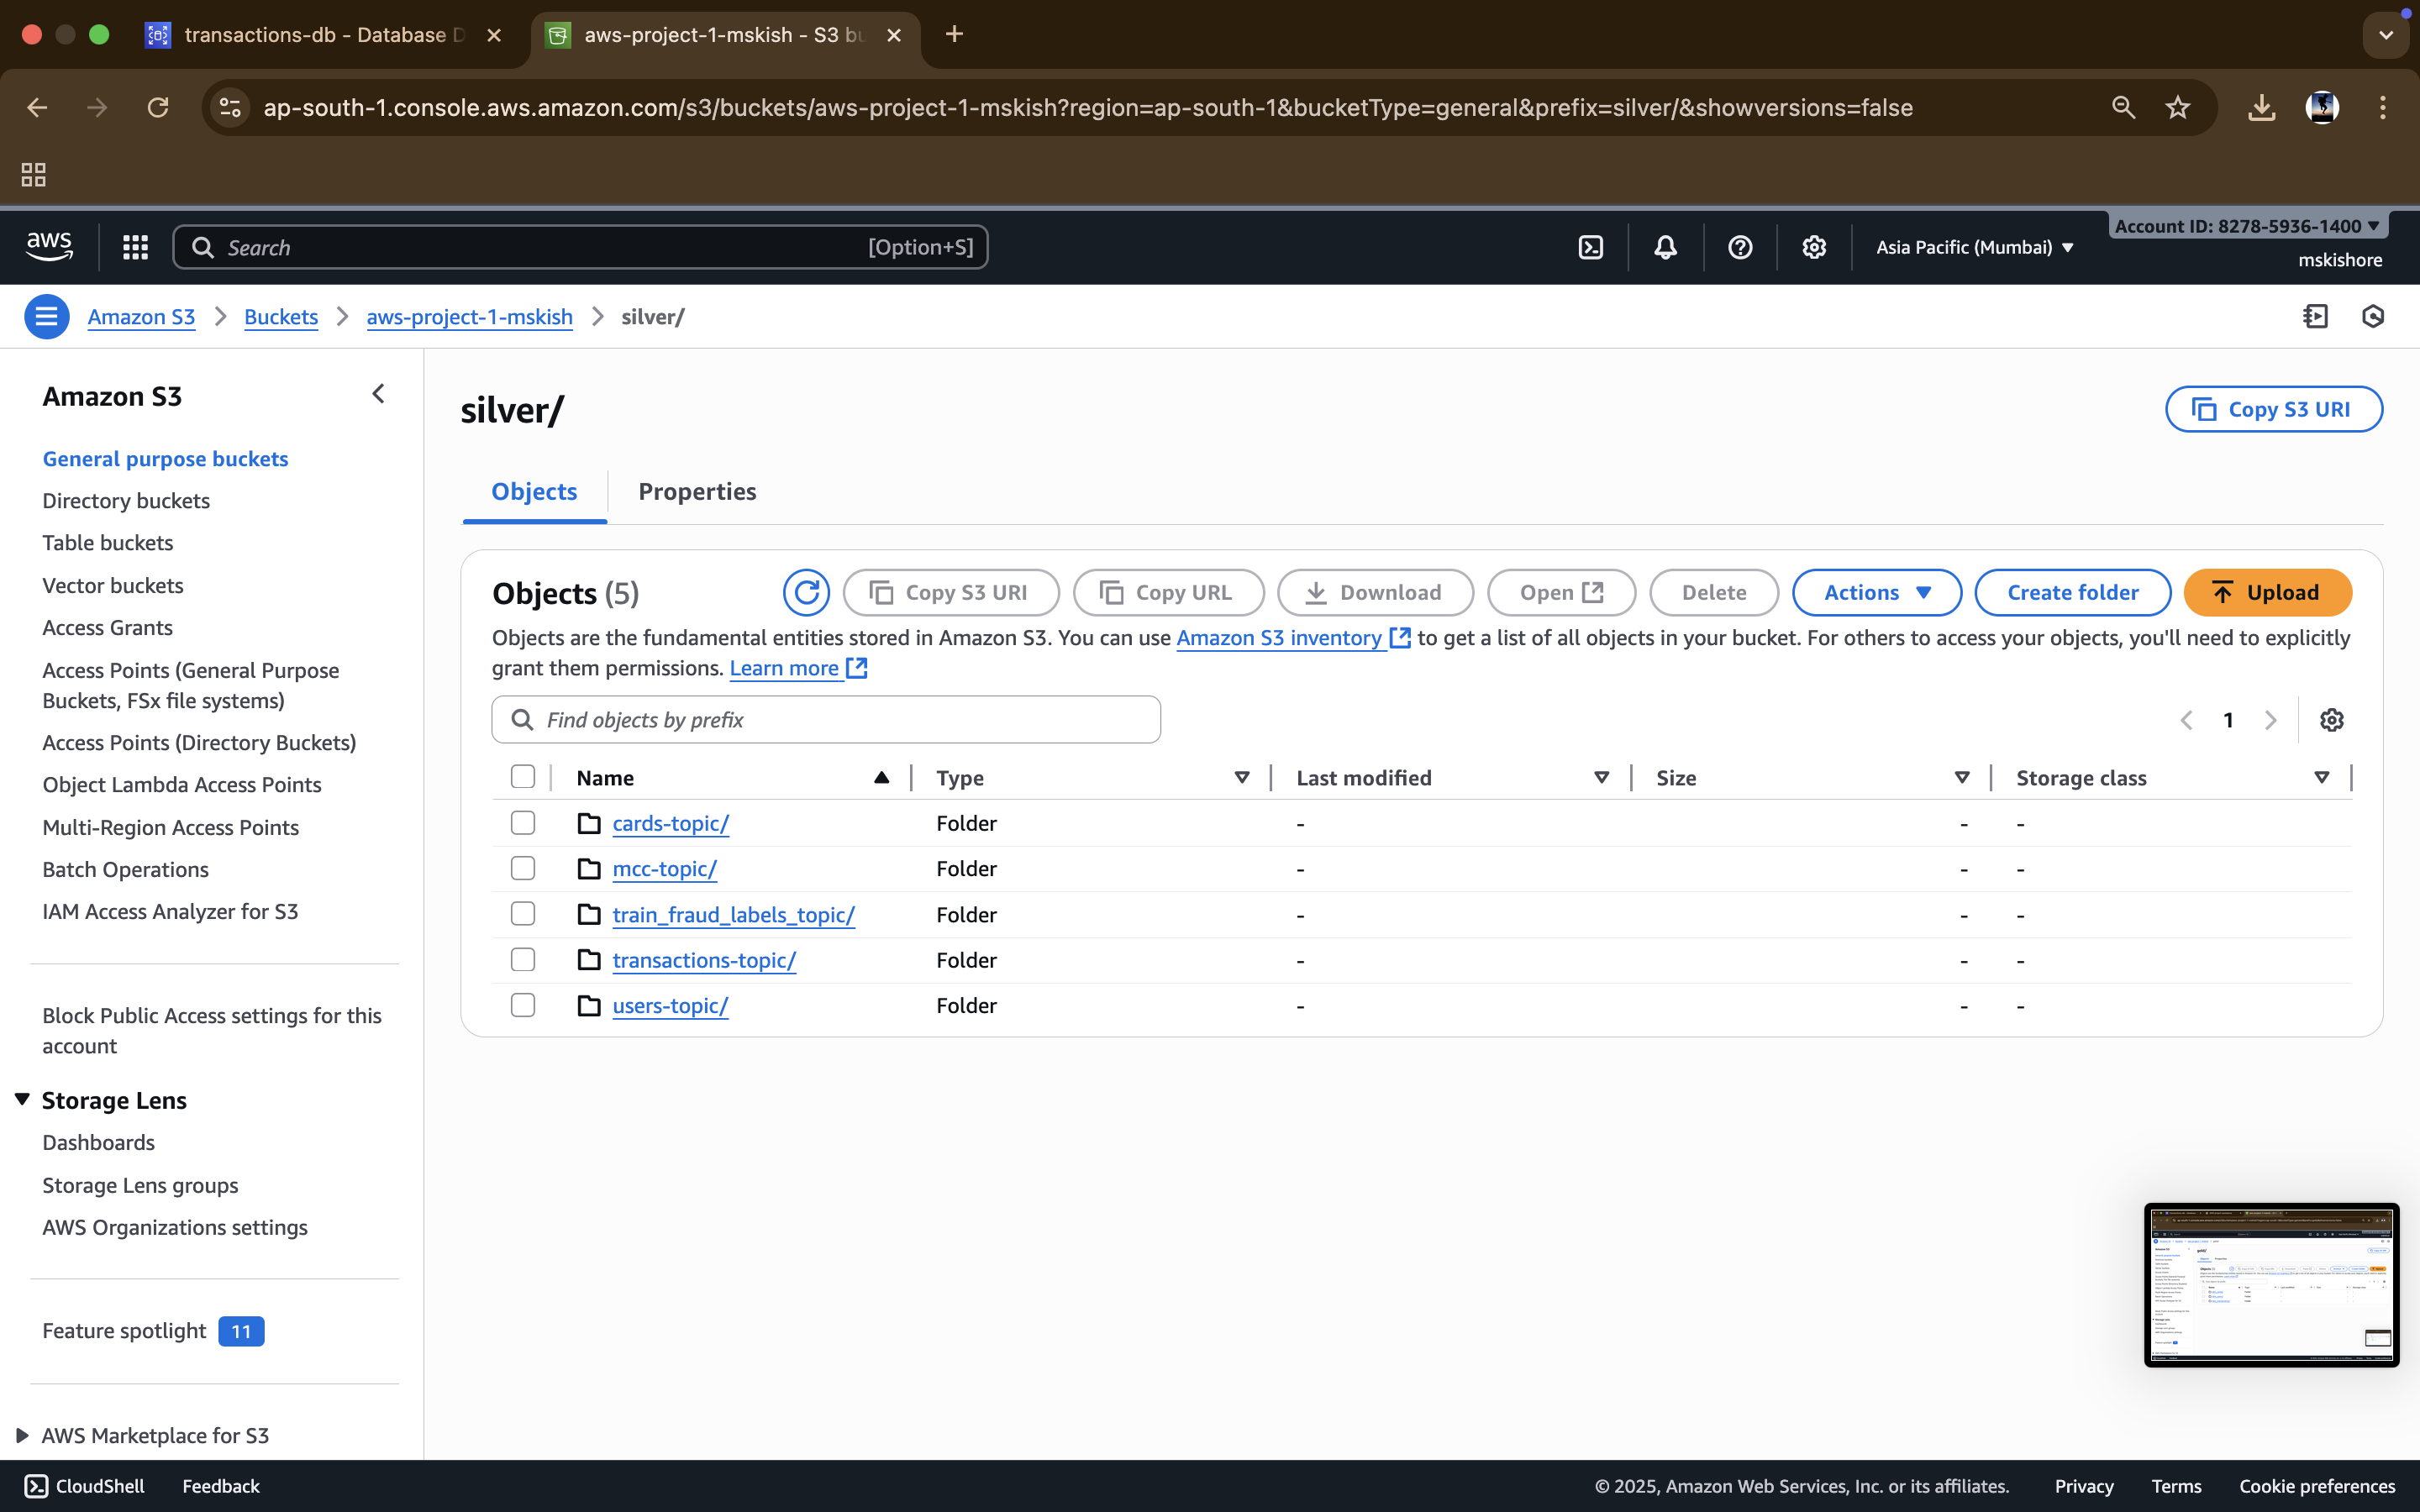 transactions-db - Database D
aws-project-1-mskish - S3 bu
ap-south-1.console.aws.amazon.com/s3/buckets/aws-project-1-mskish?region=ap-south-1&bucketType=general&prefix=silver/&showversions=false
aws
Search
[Option+S]
Asia Pacific (Mumbai)
Account ID: 8278-5936-1400
mskishore
Amazon S3 > Buckets > aws-project-1-mskish > silver/
Amazon S3
General purpose buckets
Directory buckets
Table buckets
Vector buckets
Access Grants
Access Points (General Purpose
Buckets, FSx file systems)
Access Points (Directory Buckets)
Object Lambda Access Points
Multi-Region Access Points
Batch Operations
IAM Access Analyzer for S3
Block Public Access settings for this
account
Storage Lens
Dashboards
Storage Lens groups
AWS Organizations settings
Feature spotlight 11
AWS Marketplace for S3
silver/
Copy S3 URI
Objects
Properties
Objects (5)
Copy S3 URI
Copy URL
Download
Open
Delete
Actions
Create folder
Upload
Objects are the fundamental entities stored in Amazon S3. You can use Amazon S3 inventory to get a list of all objects in your bucket. For others to access your objects, you'll need to explicitly
grant them permissions. Learn more
Find objects by prefix
1
Name Type Last modified Size Storage class
cards-topic/ Folder - - -
mcc-topic/ Folder - - -
train_fraud_labels_topic/ Folder - - -
transactions-topic/ Folder - - -
users-topic/ Folder - - -
CloudShell
Feedback
© 2025, Amazon Web Services, Inc. or its affiliates.
Privacy
Terms
Cookie preferences